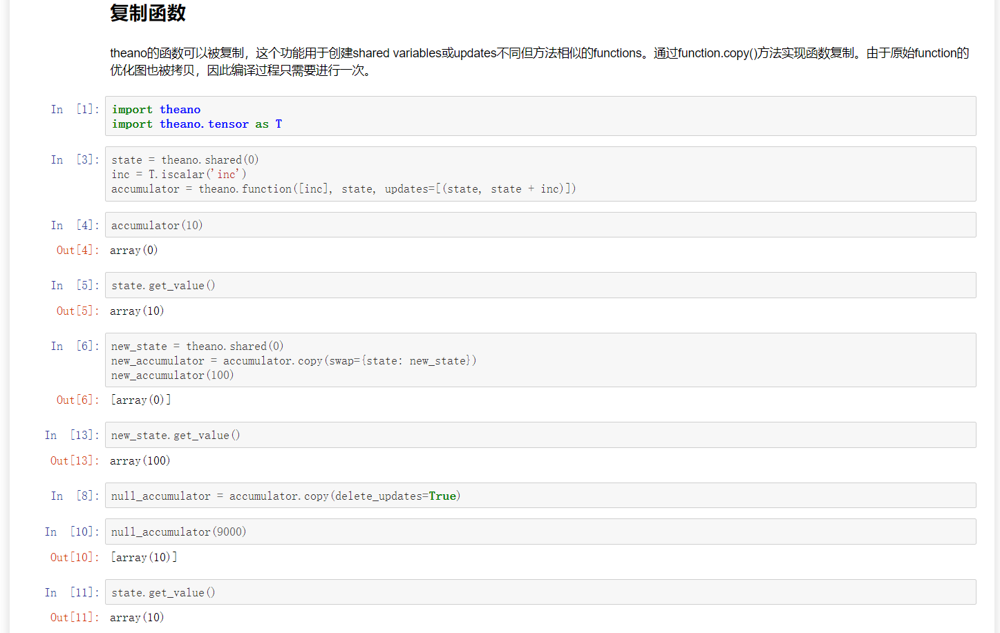 复制函数
theano的函数可以被复制，这个功能用于创建shared variables或updates不同但方法相似的functions。通过function.copy()方法实现函数复制。由于原始function的
优化图也被拷贝，因此编译过程只需要进行一次。
In [1]: import theano
import theano.tensor as T
In [3]: state = theano.shared(0)
inc = T.iscalar('inc')
accumulator = theano.function([inc], state, updates=[(state, state + inc)])
In [4]: accumulator(10)
Out[4]: array(0)
In [5]: state.get_value()
Out[5]: array(10)
In [6]: new_state = theano.shared(0)
new_accumulator = accumulator.copy(swap={state: new_state})
new_accumulator(100)
Out[6]: [array(0)]
In [13]: new_state.get_value()
Out[13]: array(100)
In [8]: null_accumulator = accumulator.copy(delete_updates=True)
In [10]: null_accumulator(9000)
Out[10]: [array(10)]
In [11]: state.get_value()
Out[11]: array(10)